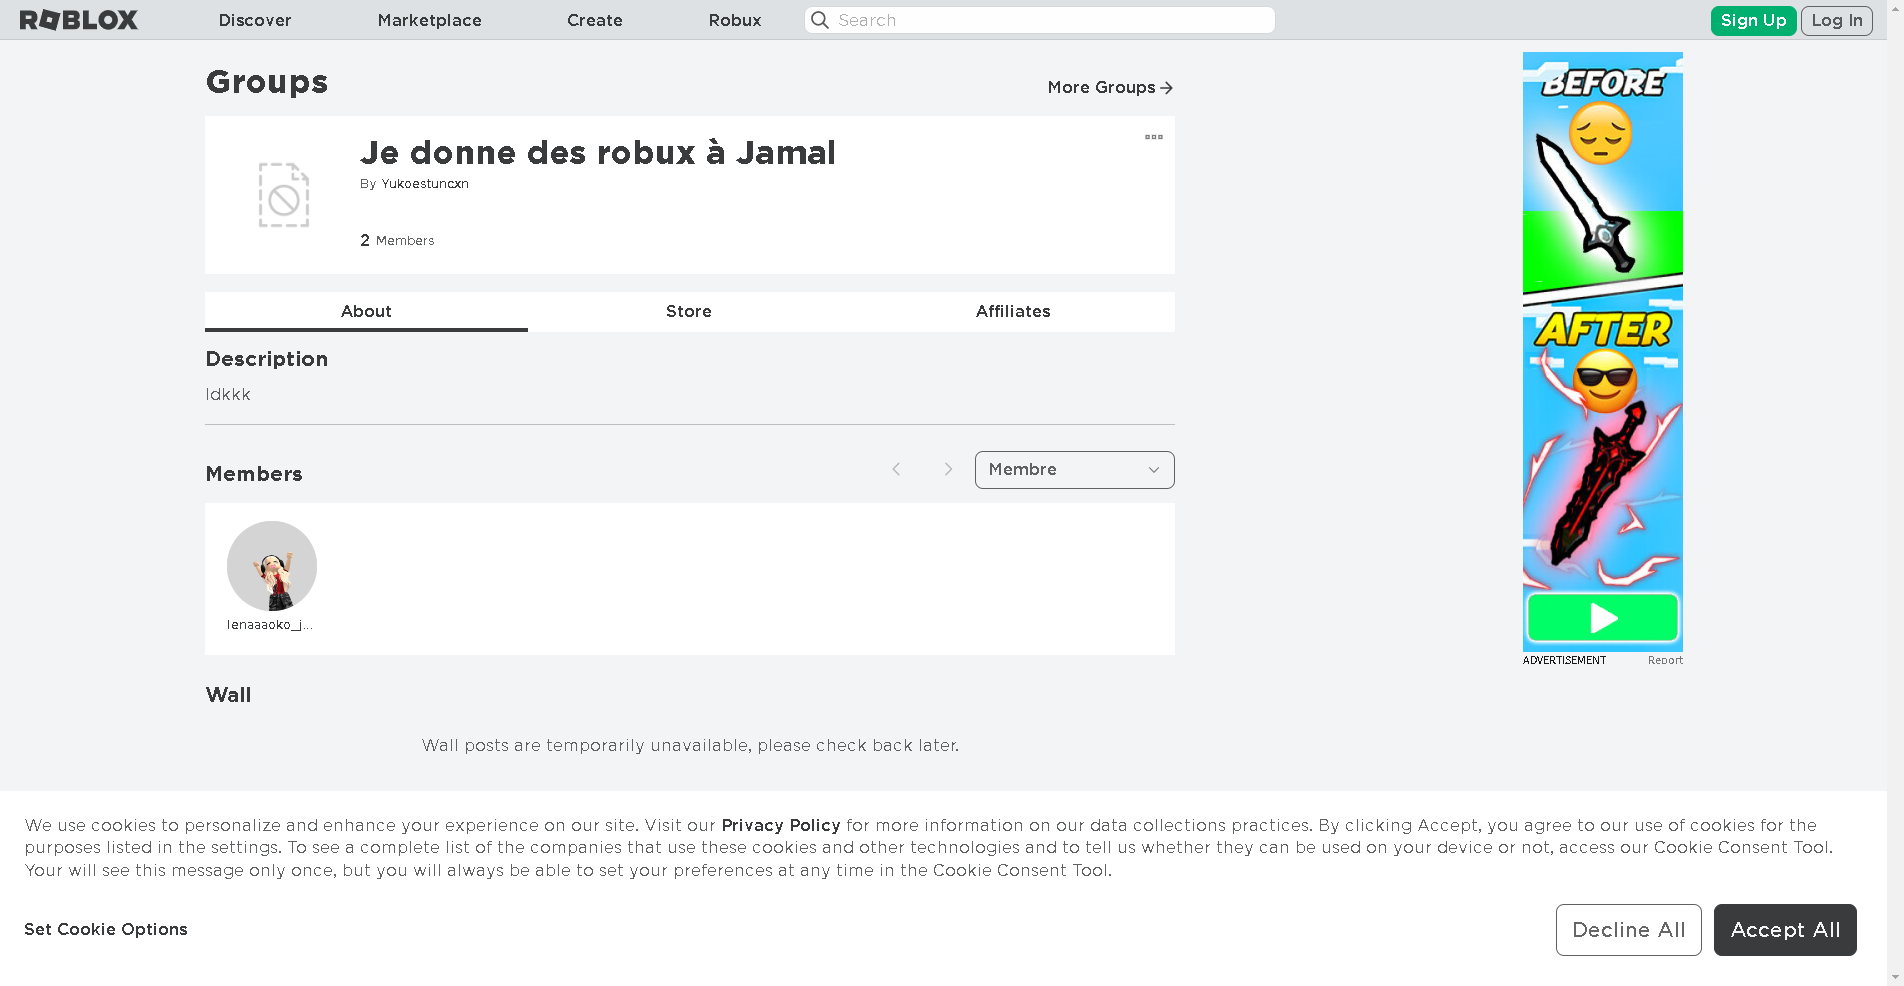 ROBLOX Discover Marketplace Create Robux Search Sign Up Log In
Groups
More Groups
Je donne des robux à Jamal
By Yukoestuncxn
2 Members
About Store Affiliates
Description
Idkkk
Members
Membre
lenaaaoko_j...
Wall
Wall posts are temporarily unavailable, please check back later.
BEFORE
AFTER
ADVERTISEMENT Report
We use cookies to personalize and enhance your experience on our site. Visit our Privacy Policy for more information on our data collections practices. By clicking Accept, you agree to our use of cookies for the
purposes listed in the settings. To see a complete list of the companies that use these cookies and other technologies and to tell us whether they can be used on your device or not, access our Cookie Consent Tool.
Your will see this message only once, but you will always be able to set your preferences at any time in the Cookie Consent Tool.
Set Cookie Options
Decline All
Accept All